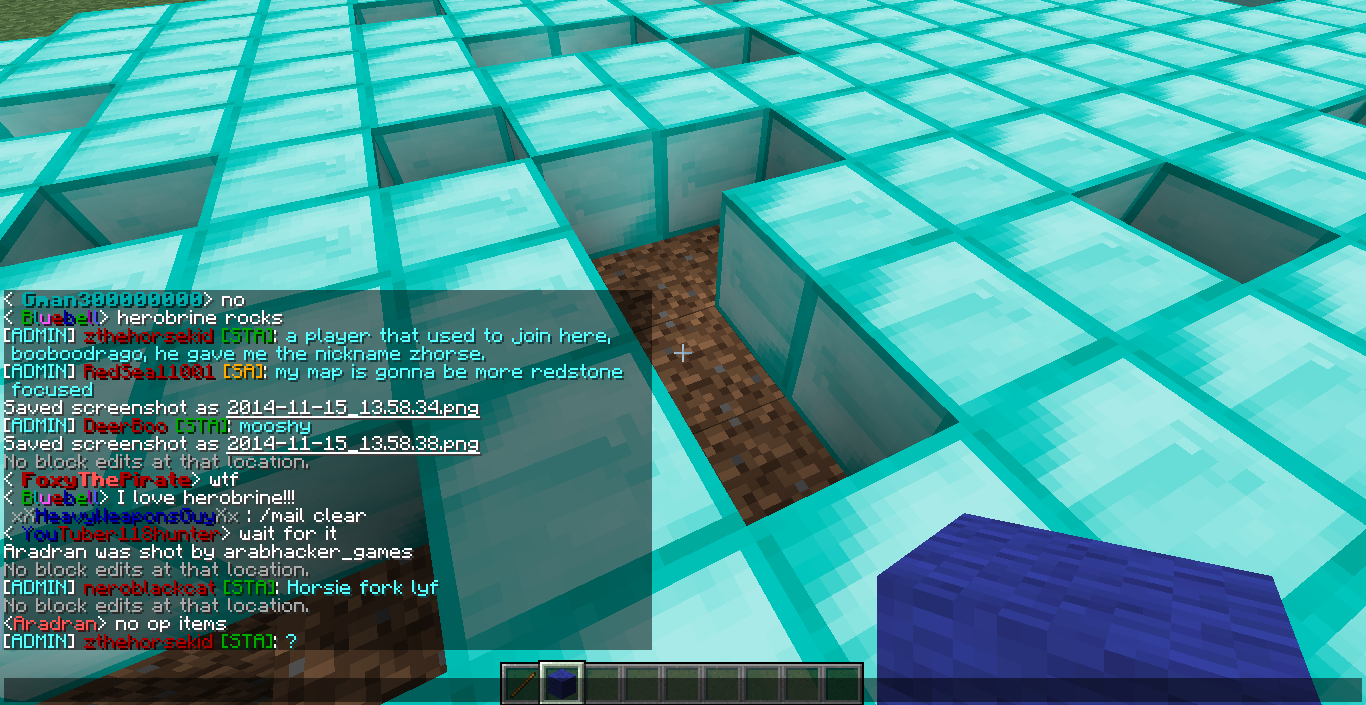 < Gman300000000> no
< Bluebell> herobrine rocks
[ADMIN] zthehorsekid [STA]: a player that used to join here,
booboodrago, he gave me the nickname zhorse.
[ADMIN] RedSea11001 [SA]: my map is gonna be more redstone
focused
Saved screenshot as 2014-11-15_13.58.34.png
[ADMIN] DeerBoo [STA]: mooshy
Saved screenshot as 2014-11-15_13.58.38.png
No block edits at that location.
< FoxyThePirate> wtf
< Bluebell> I love herobrine!!!
xXHeavyWeaponsGuyXx : /mail clear
< YouTuber118hunter> wait for it
Aradran was shot by arabhacker_games
No block edits at that location.
[ADMIN] neroblackcat [STA]: Horsie fork lyf
No block edits at that location.
<Aradran> no op items
[ADMIN] zthehorsekid [STA]: ?